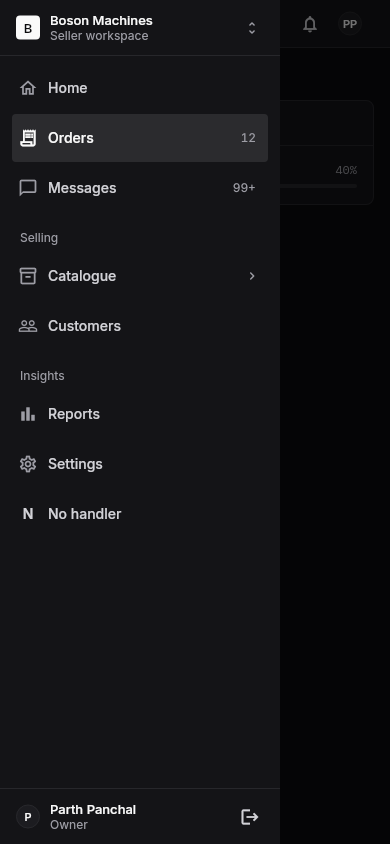 B
Boson Machines
Seller workspace
PP
Home
Orders 12
Messages 99+
40%
Selling
Catalogue
Customers
Insights
Reports
Settings
N No handler
P
Parth Panchal
Owner